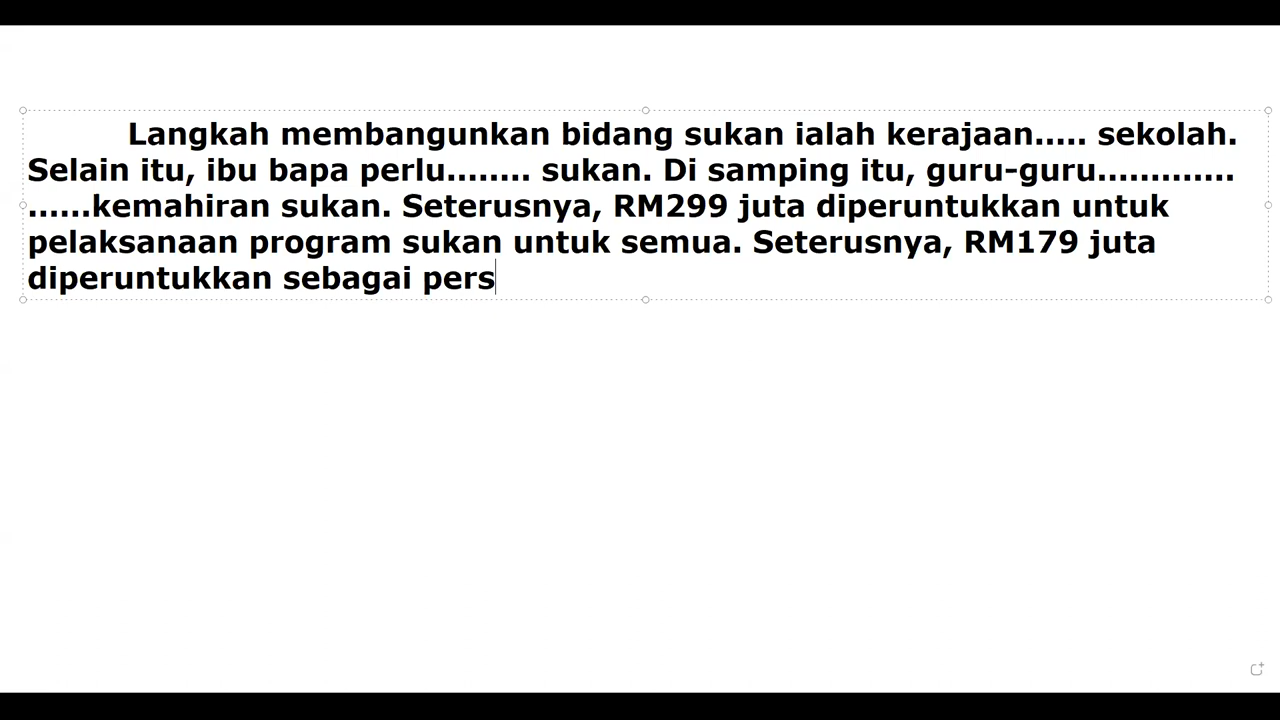 Langkah membangunkan bidang sukan ialah kerajaan..... sekolah.
Selain itu, ibu bapa perlu........ sukan. Di samping itu, guru-guru.............
......kemahiran sukan. Seterusnya, RM299 juta diperuntukkan untuk
pelaksanaan program sukan untuk semua. Seterusnya, RM179 juta
diperuntukkan sebagai pers